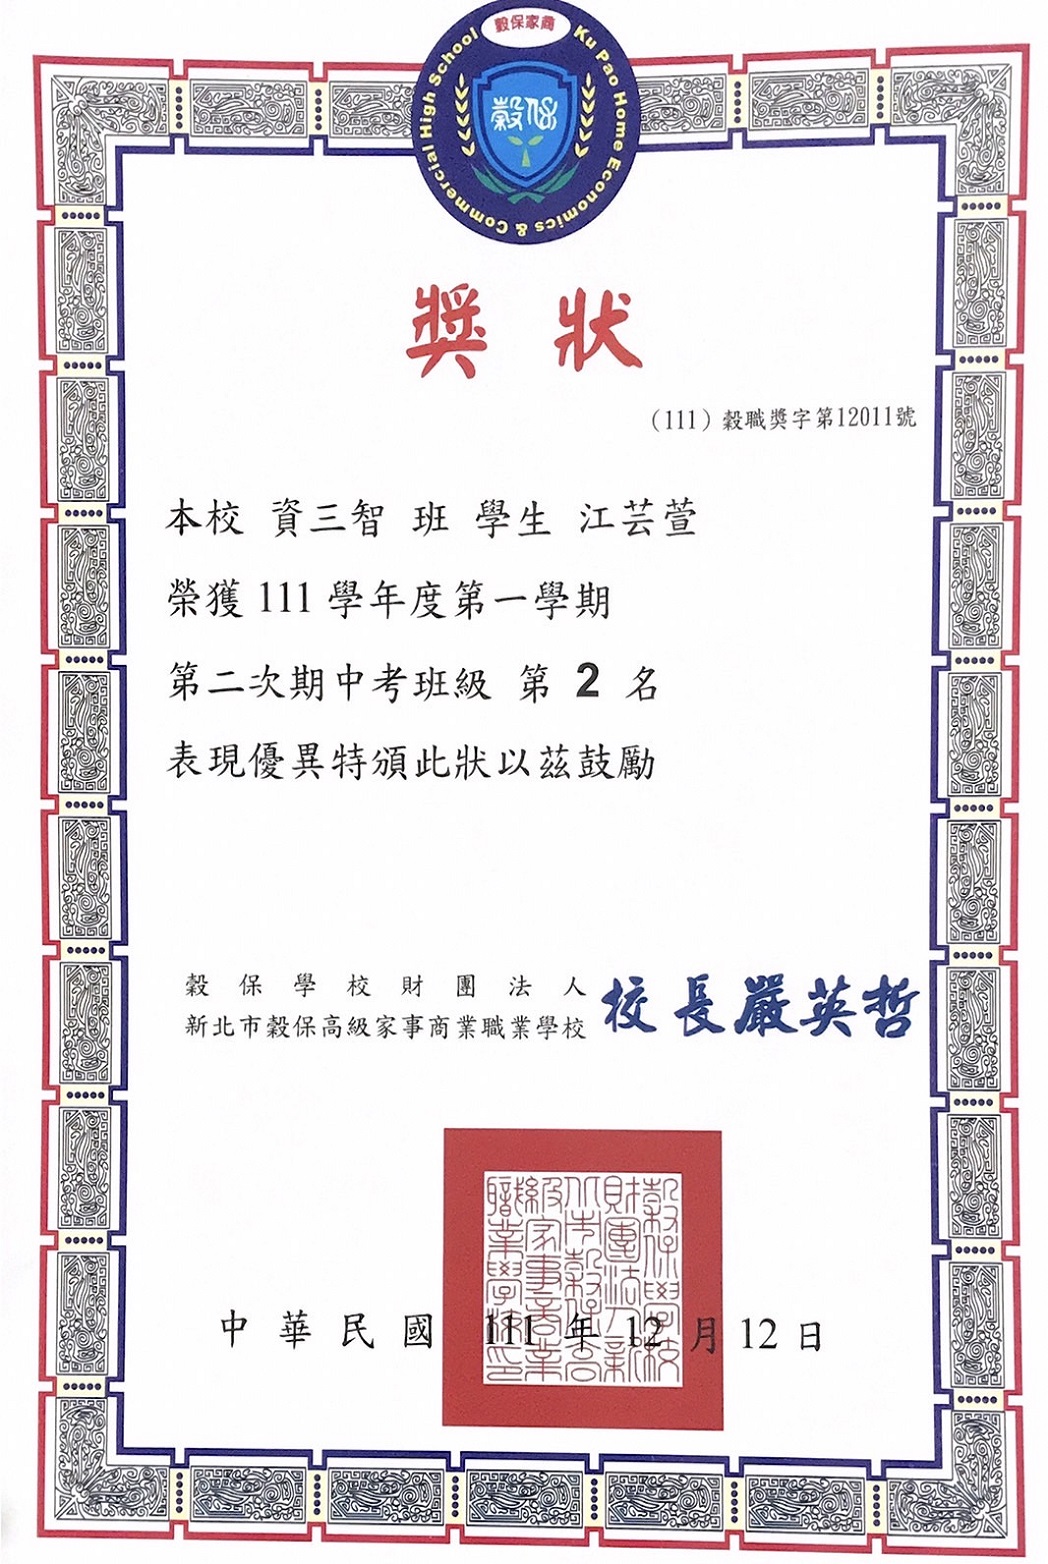 穀保家商
Ku Pao Home Economics & Commercial High School
穀保
獎 狀
（111）穀職獎字第12011號
本校 資三智 班 學生 江芸萱
榮獲 111 學年度第一學期
第二次期中考班級 第 2 名
表現優異特頒此狀以茲鼓勵
穀保學校財團法人
新北市穀保高級家事商業職業學校
校長嚴英哲
穀保學校
財團法人新
北市穀保高
級家事商業
職業學校印
中華民國 111 年 12 月 12 日